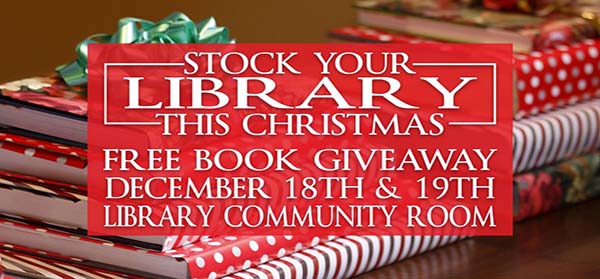 STOCK YOUR
LIBRARY
THIS CHRISTMAS
FREE BOOK GIVEAWAY
DECEMBER 18TH & 19TH
LIBRARY COMMUNITY ROOM